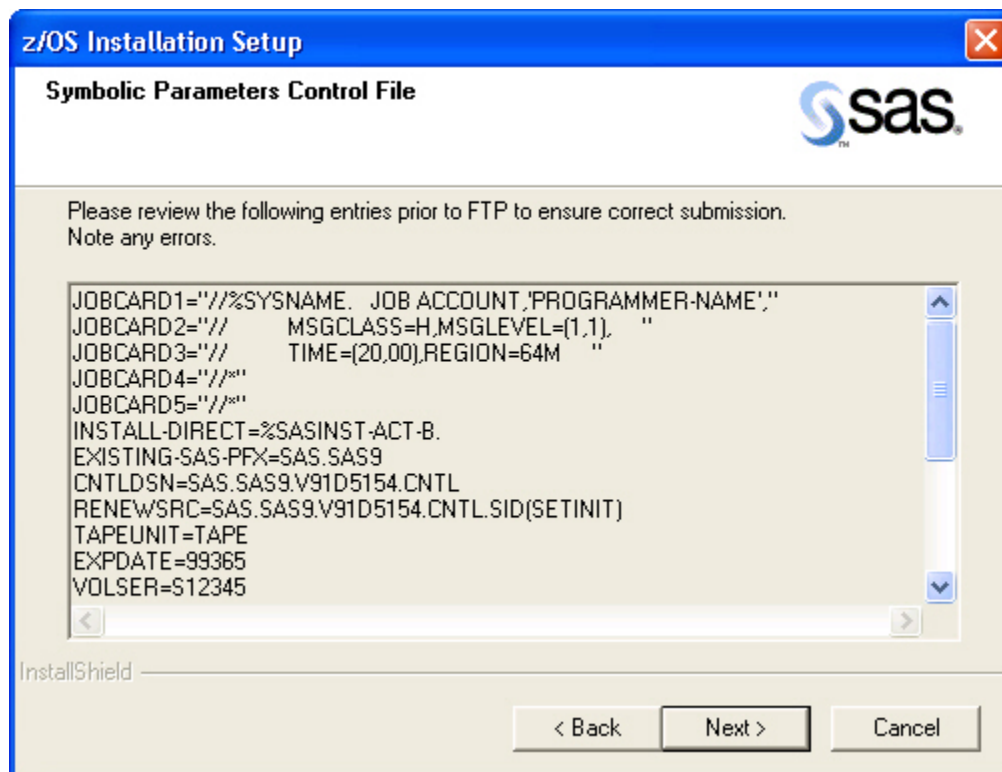 z/OS Installation Setup
Symbolic Parameters Control File
sas.
TM
Please review the following entries prior to FTP to ensure correct submission.
Note any errors.
JOBCARD1="//%SYSNAME.   JOB ACCOUNT,'PROGRAMMER-NAME',"
JOBCARD2="//         MSGCLASS=H,MSGLEVEL=(1,1),    "
JOBCARD3="//         TIME=(20,00),REGION=64M    "
JOBCARD4="//*"
JOBCARD5="//*"
INSTALL-DIRECT=%SASINST-ACT-B.
EXISTING-SAS-PFX=SAS.SAS9
CNTLDSN=SAS.SAS9.V91D5154.CNTL
RENEWSRC=SAS.SAS9.V91D5154.CNTL.SID(SETINIT)
TAPEUNIT=TAPE
EXPDATE=99365
VOLSER=S12345
InstallShield
< Back
Next >
Cancel